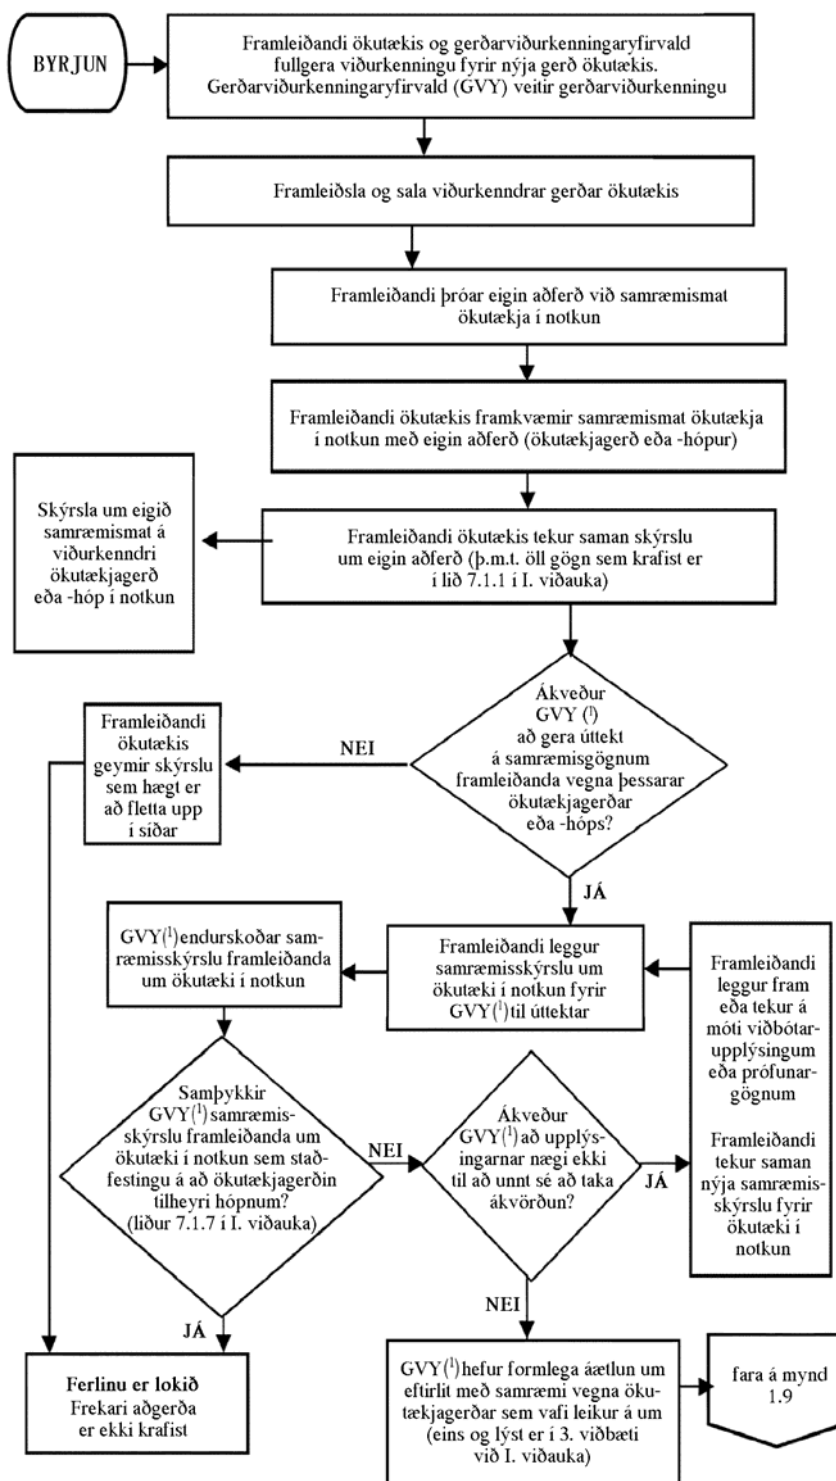 BYRJUN
Framleiðandi ökutækis og gerðarviðurkenningaryfirvald
fullgera viðurkenningu fyrir nýja gerð ökutækis.
Gerðarviðurkenningaryfirvald (GVY) veitir gerðarviðurkenningu
Framleiðsla og sala viðurkenndrar gerðar ökutækis
Framleiðandi þróar eigin aðferð við samræmismat
ökutækja í notkun
Framleiðandi ökutækis framkvæmir samræmismat ökutækja
í notkun með eigin aðferð (ökutækjagerð eða -hópur)
Framleiðandi ökutækis tekur saman skýrslu
um eigin aðferð (þ.m.t. öll gögn sem krafist er
í lið 7.1.1 í I. viðauka)
Skýrsla um eigið
samræmismat á
viðurkenndri
ökutækjagerð
eða -hóp í notkun
Ákveður
GVY (¹)
að gera úttekt
á samræmisgögnum
framleiðanda vegna þessarar
ökutækjagerðar
eða -hóps?
NEI
Framleiðandi
ökutækis
geymir skýrslu
sem hægt er
að fletta upp
í síðar
JÁ
Framleiðandi leggur
samræmisskýrslu um
ökutæki í notkun fyrir
GVY(¹) til úttektar
GVY(¹) endurskoðar sam-
ræmisskýrslu framleiðanda
um ökutæki í notkun
Framleiðandi
leggur fram
eða tekur á
móti viðbótar-
upplýsingum
eða prófunar-
gögnum
Framleiðandi
tekur saman
nýja samræmis-
skýrslu fyrir
ökutæki í
notkun
Samþykkir
GVY(¹) samræmis-
skýrslu framleiðanda um
ökutæki í notkun sem stað-
festingu á að ökutækjagerðin
tilheyri hópnum?
(liður 7.1.7 í I. viðauka)
NEI
Ákveður
GVY(¹) að upplýs-
ingarnar nægi ekki
til að unnt sé að taka
ákvörðun?
JÁ
NEI
JÁ
Ferlinu er lokið
Frekari aðgerða
er ekki krafist
GVY(¹) hefur formlega áætlun um
eftirlit með samræmi vegna öku-
tækjagerðar sem vafi leikur á um
(eins og lýst er í 3. viðbæti
við I. viðauka)
fara á mynd
1.9